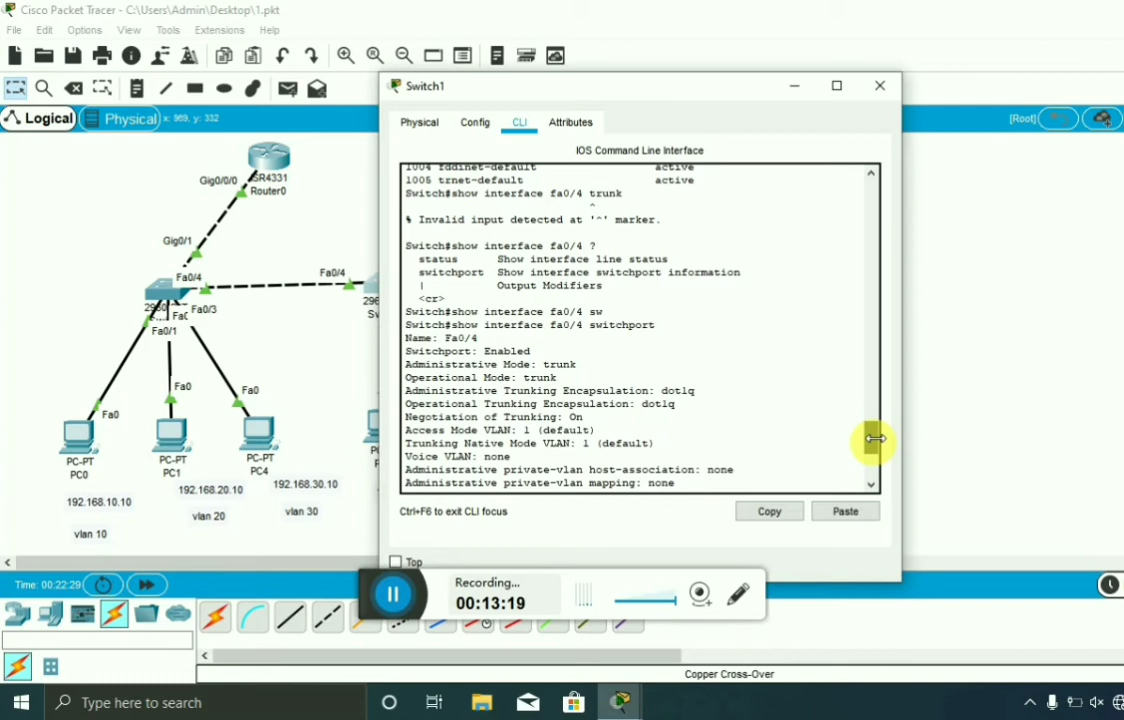 Cisco Packet Tracer - C:\Users\Admin\Desktop\1.pkt
File Edit Options View Tools Extensions Help
Logical Physical x: 969, y: 332
[Root]
Gig0/0/0
ISR4331
Router0
Gig0/1
Fa0/4
Fa0/4
2960
Fa0/3
Fa0/1
Fa0
Fa0
Fa0
PC-PT
PC0
PC-PT
PC1
PC-PT
PC4
192.168.10.10
192.168.20.10
192.168.30.10
vlan 10
vlan 20
vlan 30
Switch1
Physical Config CLI Attributes
IOS Command Line Interface
1004 fddinet-default active
1005 trnet-default active
Switch#show interface fa0/4 trunk
^
% Invalid input detected at '^' marker.
Switch#show interface fa0/4 ?
status Show interface line status
switchport Show interface switchport information
| Output Modifiers
<cr>
Switch#show interface fa0/4 sw
Switch#show interface fa0/4 switchport
Name: Fa0/4
Switchport: Enabled
Administrative Mode: trunk
Operational Mode: trunk
Administrative Trunking Encapsulation: dot1q
Operational Trunking Encapsulation: dot1q
Negotiation of Trunking: On
Access Mode VLAN: 1 (default)
Trunking Native Mode VLAN: 1 (default)
Voice VLAN: none
Administrative private-vlan host-association: none
Administrative private-vlan mapping: none
Ctrl+F6 to exit CLI focus
Copy Paste
Top
Time: 00:22:29
Recording...
00:13:19
Copper Cross-Over
Type here to search